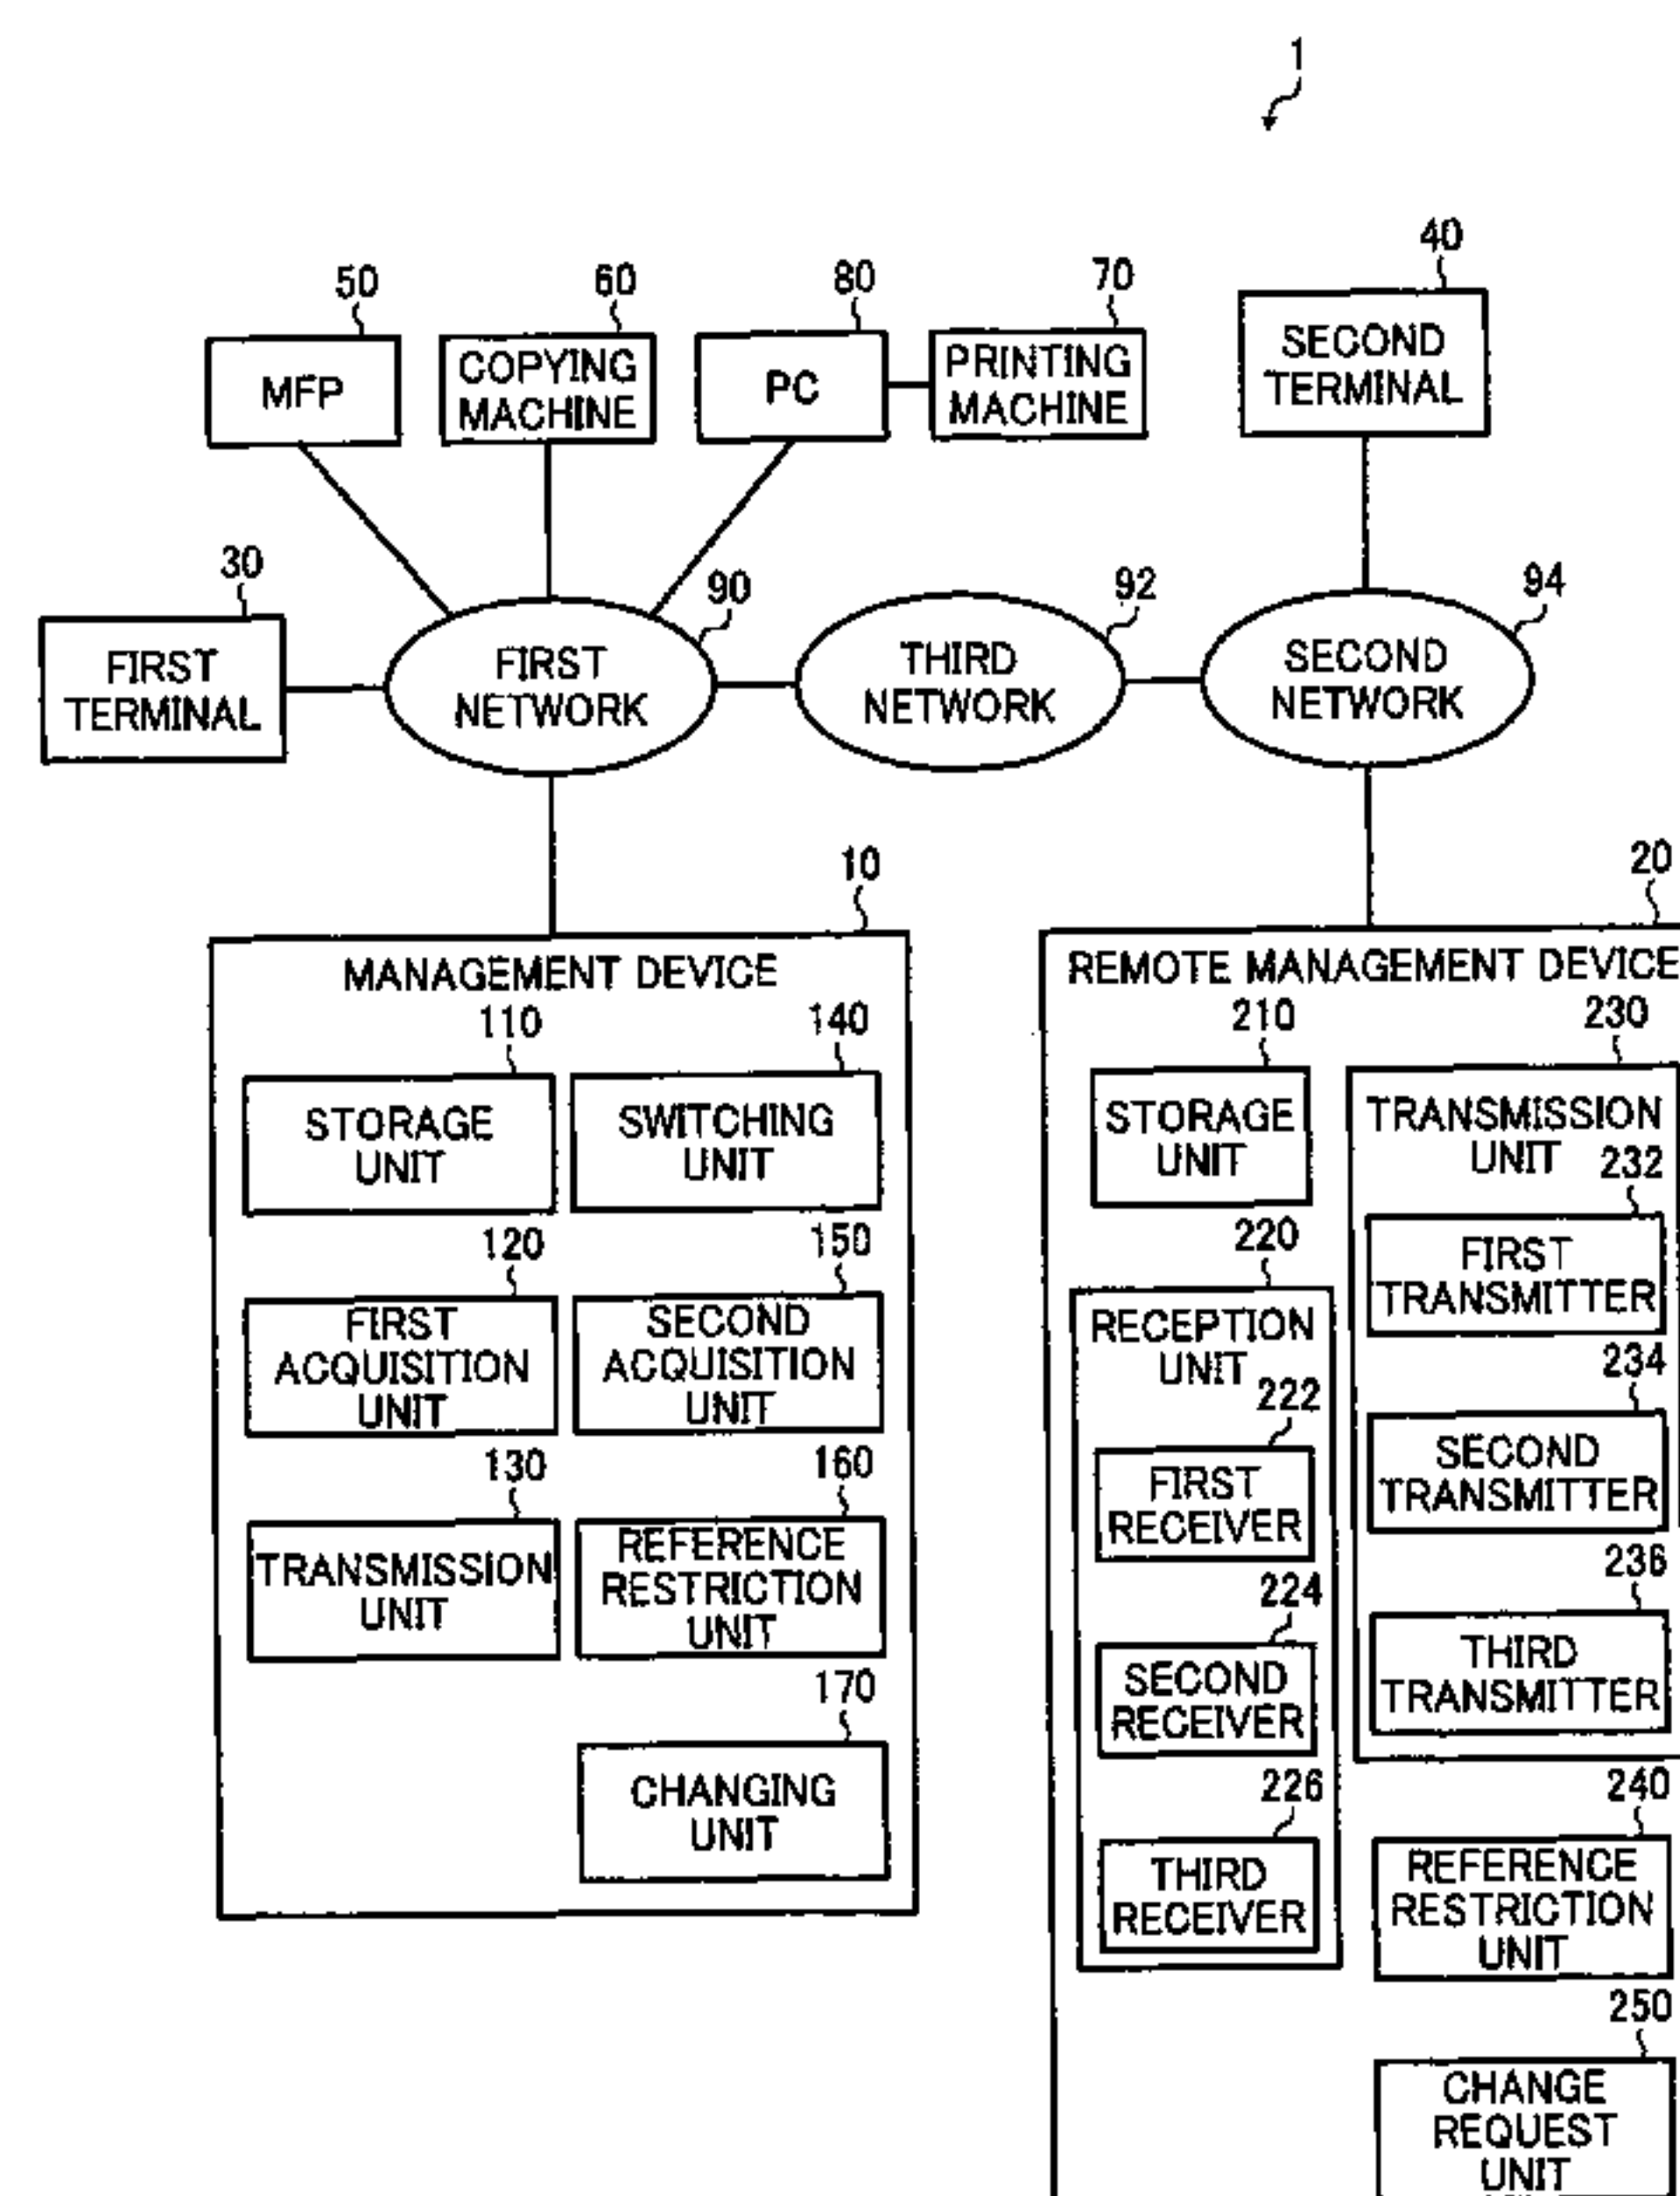 1
40
50
60
80
70
MFP
COPYING
MACHINE
PC
PRINTING
MACHINE
SECOND
TERMINAL
30
90
92
94
FIRST
TERMINAL
FIRST
NETWORK
THIRD
NETWORK
SECOND
NETWORK
10
MANAGEMENT DEVICE
110
STORAGE
UNIT
140
SWITCHING
UNIT
120
FIRST
ACQUISITION
UNIT
150
SECOND
ACQUISITION
UNIT
130
TRANSMISSION
UNIT
160
REFERENCE
RESTRICTION
UNIT
170
CHANGING
UNIT
20
REMOTE MANAGEMENT DEVICE
210
STORAGE
UNIT
220
RECEPTION
UNIT
222
FIRST
RECEIVER
224
SECOND
RECEIVER
226
THIRD
RECEIVER
230
TRANSMISSION
UNIT
232
FIRST
TRANSMITTER
234
SECOND
TRANSMITTER
236
THIRD
TRANSMITTER
240
REFERENCE
RESTRICTION
UNIT
250
CHANGE
REQUEST
UNIT